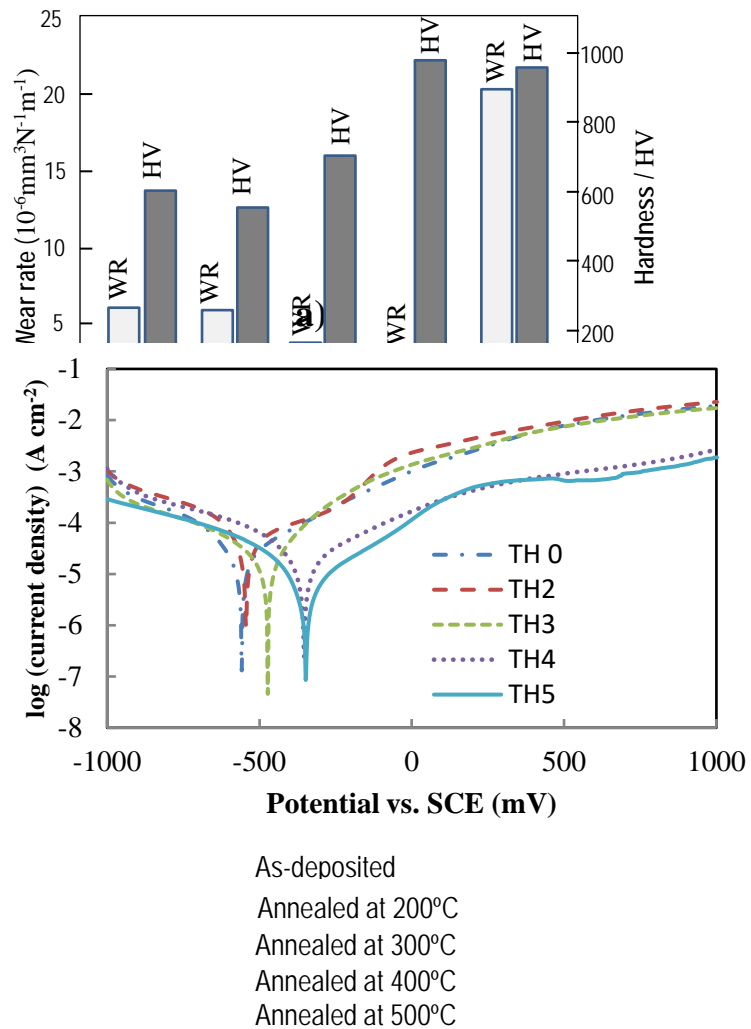 25
20
15
10
5
Wear rate (10-6mm3N-1m-1)
WR
HV
WR
HV
WR
HV
WR
HV
WR
HV
1000
800
600
400
200
Hardness / HV
a)
-1
-2
-3
-4
-5
-6
-7
-8
log (current density) (A cm-2)
TH 0
TH2
TH3
TH4
TH5
-1000 -500 0 500 1000
Potential vs. SCE (mV)
As-deposited
Annealed at 200ºC
Annealed at 300ºC
Annealed at 400ºC
Annealed at 500ºC